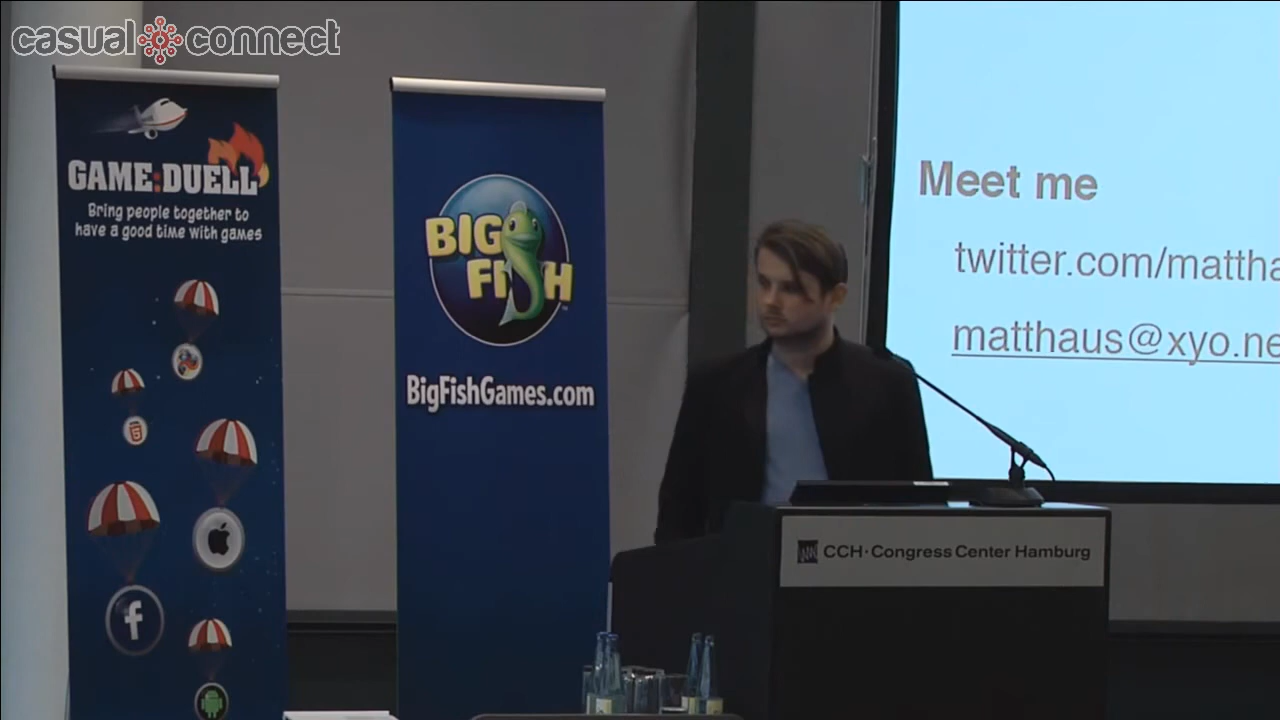 casual connect
GAME:DUELL
Bring people together to
have a good time with games
BIG
FISH
BigFishGames.com
Meet me
twitter.com/mattha
matthaus@xyo.ne
CCH·Congress Center Hamburg